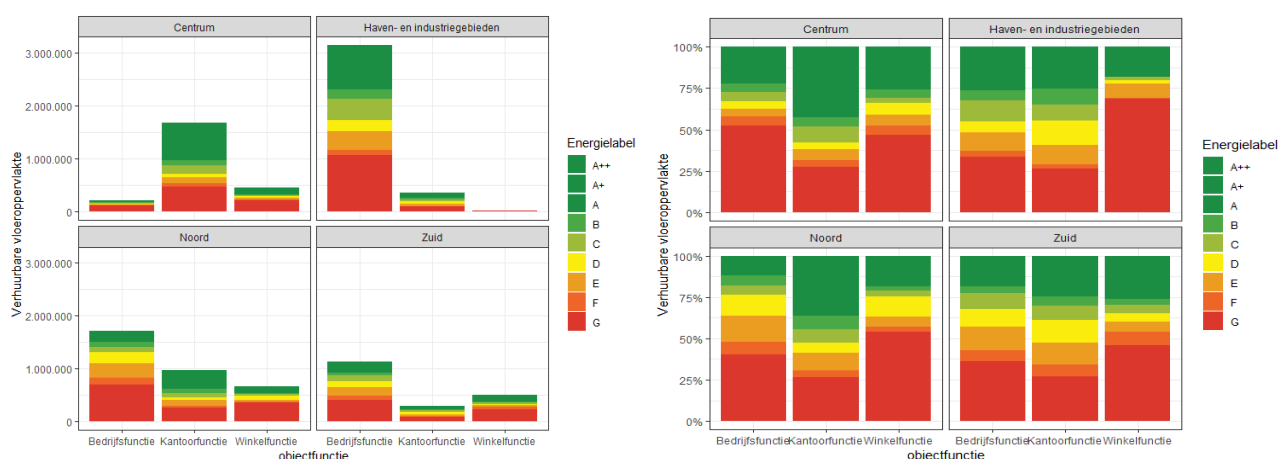 Centrum
Haven- en industriegebieden
3.000.000
2.000.000
1.000.000
0
Noord
Zuid
3.000.000
2.000.000
1.000.000
0
Bedrijfsfunctie Kantoorfunctie Winkelfunctie
Bedrijfsfunctie Kantoorfunctie Winkelfunctie
objectfunctie
Verhuurbare vloeroppervlakte
Energielabel
A++
A+
A
B
C
D
E
F
G
Centrum
Haven- en industriegebieden
100%
75%
50%
25%
0%
Noord
Zuid
100%
75%
50%
25%
0%
Bedrijfsfunctie Kantoorfunctie Winkelfunctie
Bedrijfsfunctie Kantoorfunctie Winkelfunctie
objectfunctie
Verhuurbare vloeroppervlakte
Energielabel
A++
A+
A
B
C
D
E
F
G